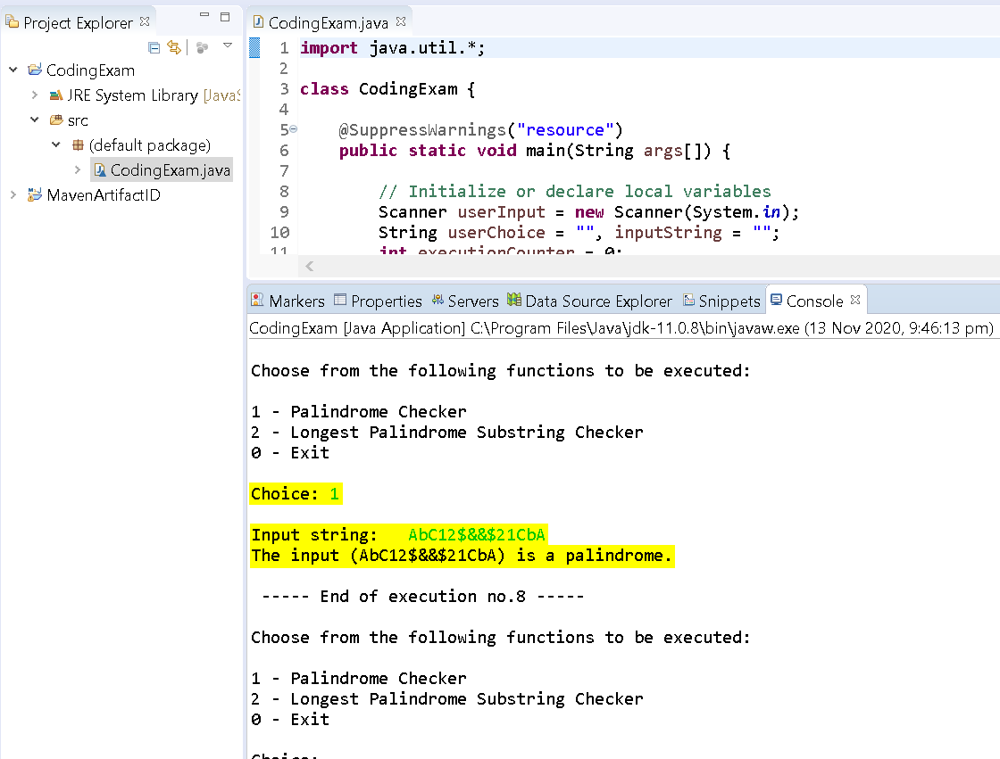 Project Explorer
CodingExam
JRE System Library [JavaS
src
(default package)
CodingExam.java
MavenArtifactID
CodingExam.java
1 import java.util.*;
2
3 class CodingExam {
4
5 @SuppressWarnings("resource")
6 public static void main(String args[]) {
7
8 // Initialize or declare local variables
9 Scanner userInput = new Scanner(System.in);
10 String userChoice = "", inputString = "";
11 int executionCounter = 0;
Markers Properties Servers Data Source Explorer Snippets Console
CodingExam [Java Application] C:\Program Files\Java\jdk-11.0.8\bin\javaw.exe (13 Nov 2020, 9:46:13 pm)
Choose from the following functions to be executed:
1 - Palindrome Checker
2 - Longest Palindrome Substring Checker
0 - Exit
Choice: 1
Input string: AbC12$&&$21CbA
The input (AbC12$&&$21CbA) is a palindrome.
----- End of execution no.8 -----
Choose from the following functions to be executed:
1 - Palindrome Checker
2 - Longest Palindrome Substring Checker
0 - Exit
Choice: